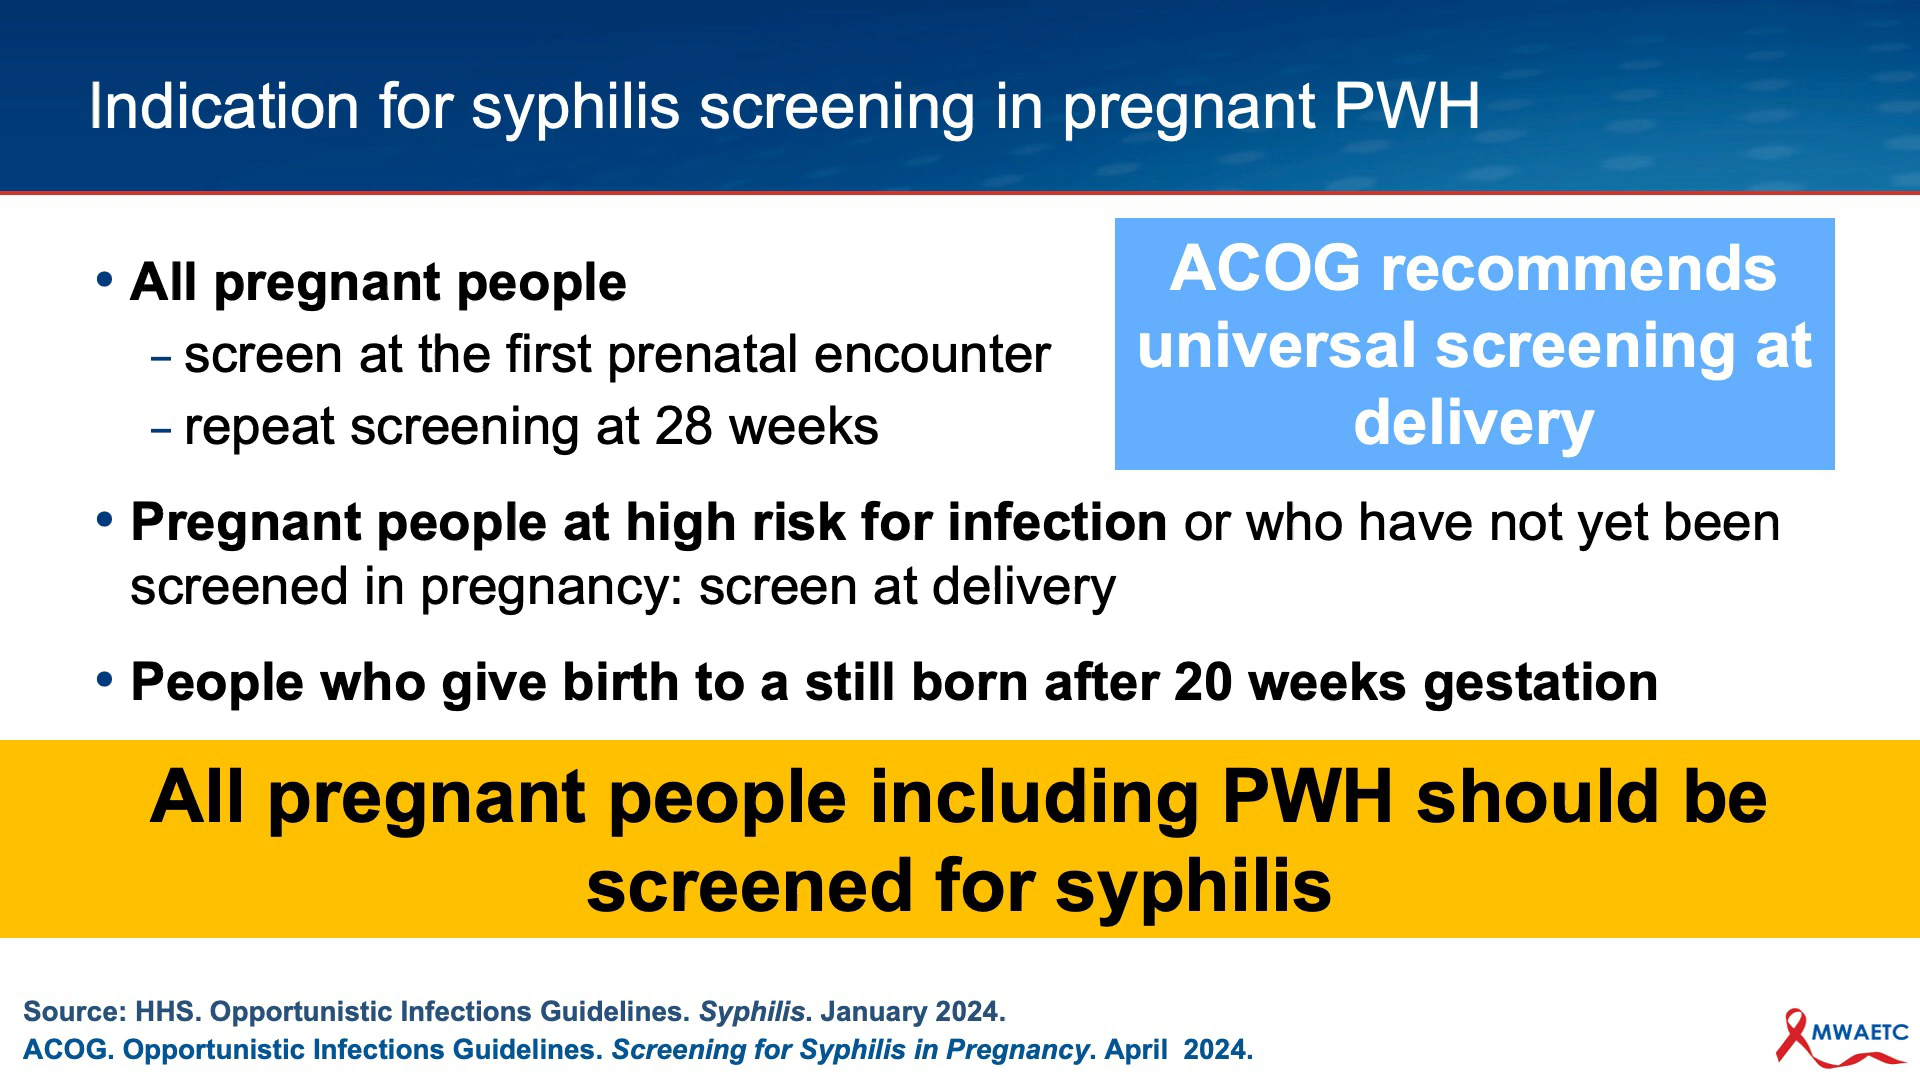 Indication for syphilis screening in pregnant PWH
• All pregnant people
– screen at the first prenatal encounter
– repeat screening at 28 weeks
ACOG recommends
universal screening at
delivery
• Pregnant people at high risk for infection or who have not yet been
screened in pregnancy: screen at delivery
• People who give birth to a still born after 20 weeks gestation
All pregnant people including PWH should be
screened for syphilis
Source: HHS. Opportunistic Infections Guidelines. Syphilis. January 2024.
ACOG. Opportunistic Infections Guidelines. Screening for Syphilis in Pregnancy. April 2024.
MWAETC